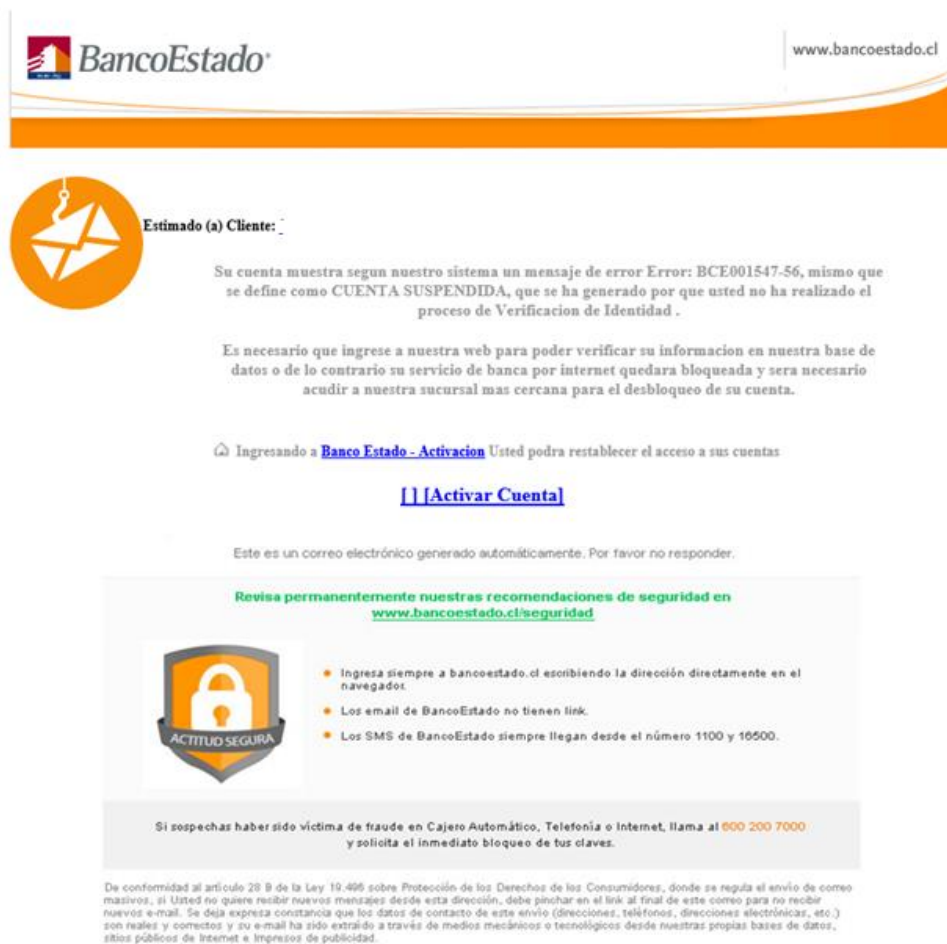 BancoEstado
www.bancoestado.cl
Estimado (a) Cliente:
Su cuenta muestra segun nuestro sistema un mensaje de error Error: BCE001547-56, mismo que
se define como CUENTA SUSPENDIDA, que se ha generado por que usted no ha realizado el
proceso de Verificacion de Identidad .
Es necesario que ingrese a nuestra web para poder verificar su informacion en nuestra base de
datos o de lo contrario su servicio de banca por internet quedara bloqueada y sera necesario
acudir a nuestra sucursal mas cercana para el desbloqueo de su cuenta.
Ingresando a Banco Estado - Activacion Usted podra restablecer el acceso a sus cuentas
[ ] [Activar Cuenta]
Este es un correo electrónico generado automáticamente. Por favor no responder.
Revisa permanentemente nuestras recomendaciones de seguridad en
www.bancoestado.cl/seguridad
Ingresa siempre a bancoestado.cl escribiendo la dirección directamente en el
navegador.
Los email de BancoEstado no tienen link.
Los SMS de BancoEstado siempre llegan desde el número 1100 y 16500.
ACTITUD SEGURA
Si sospechas haber sido víctima de fraude en Cajero Automático, Telefonía o Internet, llama al 600 200 7000
y solicita el inmediato bloqueo de tus claves.
De conformidad al artículo 28 B de la Ley 19.496 sobre Protección de los Derechos de los Consumidores, donde se regula el envío de correo
masivos, si Usted no quiere recibir nuevos mensajes desde esta dirección, debe pinchar en el link al final de este correo para no recibir
nuevos e-mail. Se deja expresa constancia que los datos de contacto de este envío (direcciones, teléfonos, direcciones electrónicas, etc.)
son reales y correctos y su e-mail ha sido extraído a través de medios mecánicos o tecnológicos desde nuestras propias bases de datos,
sitios públicos de Internet e Impresos de publicidad.